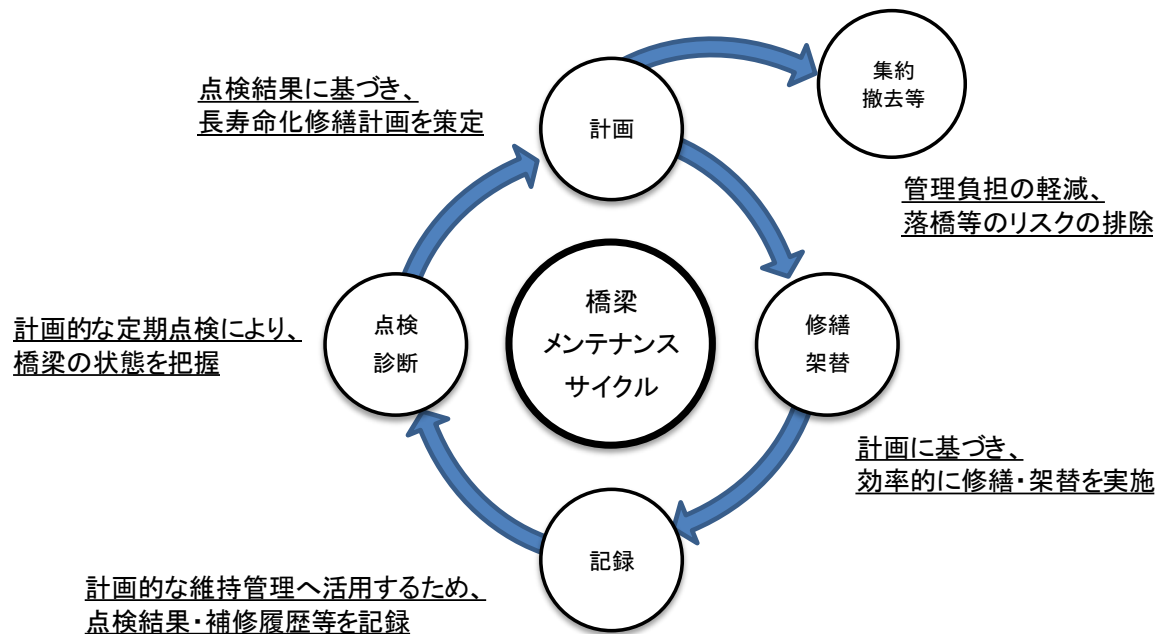 点検結果に基づき、
長寿命化修繕計画を策定
計画
集約
撤去等
管理負担の軽減、
落橋等のリスクの排除
計画的な定期点検により、
橋梁の状態を把握
点検
診断
橋梁
メンテナンス
サイクル
修繕
架替
計画に基づき、
効率的に修繕・架替を実施
記録
計画的な維持管理へ活用するため、
点検結果・補修履歴等を記録